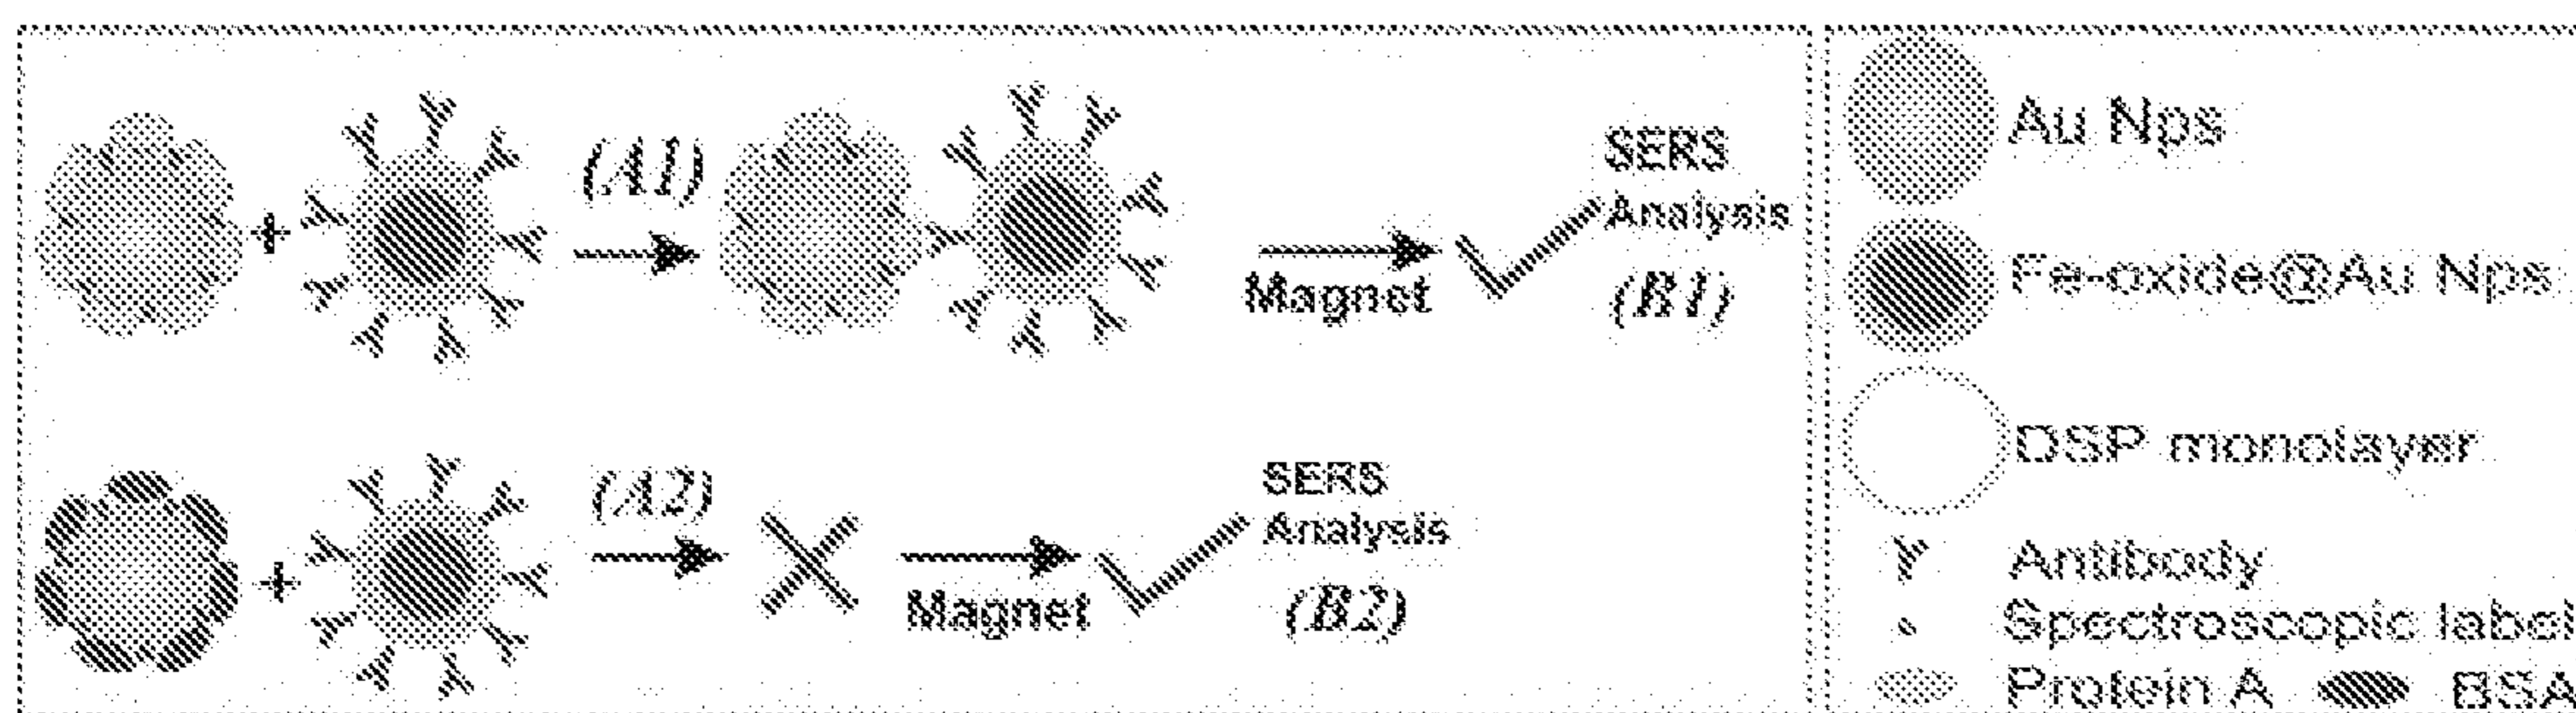 + (A1) Magnet SERS
Analysis
(B1)
+ (A2) Magnet SERS
Analysis
(B2)
Au Nps
Fe-oxide@Au Nps
DSP monolayer
Antibody
Spectroscopic label
Protein A BSA